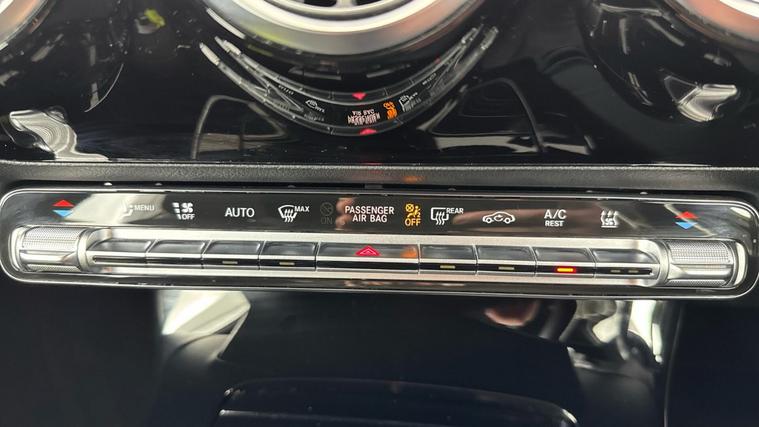 MENU
OFF
AUTO
MAX
ON
PASSENGER
AIR BAG
OFF
REAR
A/C
REST